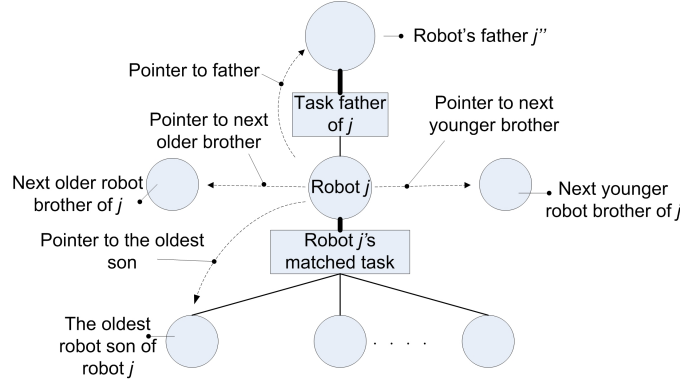 Robot's father j''
Pointer to father
Task father
of j
Pointer to next
older brother
Pointer to next
younger brother
Next older robot
brother of j
Robot j
Next younger
robot brother of j
Pointer to the oldest
son
Robot j's
matched task
The oldest
robot son of
robot j
. . . .